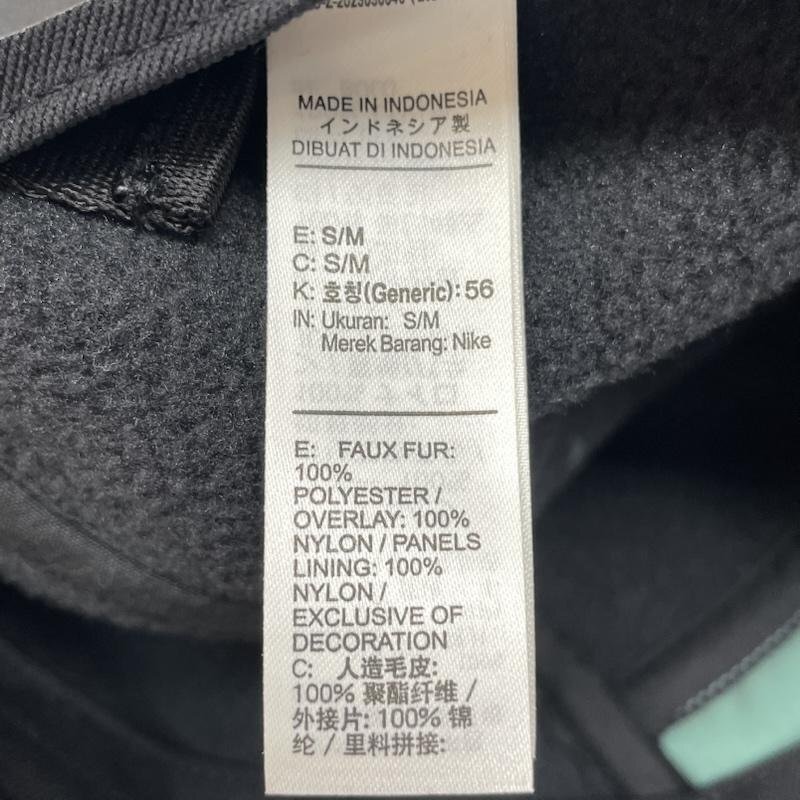 MADE IN INDONESIA
インドネシア製
DIBUAT DI INDONESIA
E: S/M
C: S/M
K: 호칭(Generic): 56
IN: Ukuran: S/M
Merek Barang: Nike
E: FAUX FUR:
100%
POLYESTER /
OVERLAY: 100%
NYLON / PANELS
LINING: 100%
NYLON /
EXCLUSIVE OF
DECORATION
C: 人造毛皮:
100% 聚酯纤维 /
外接片: 100% 锦
纶 / 里料拼接: